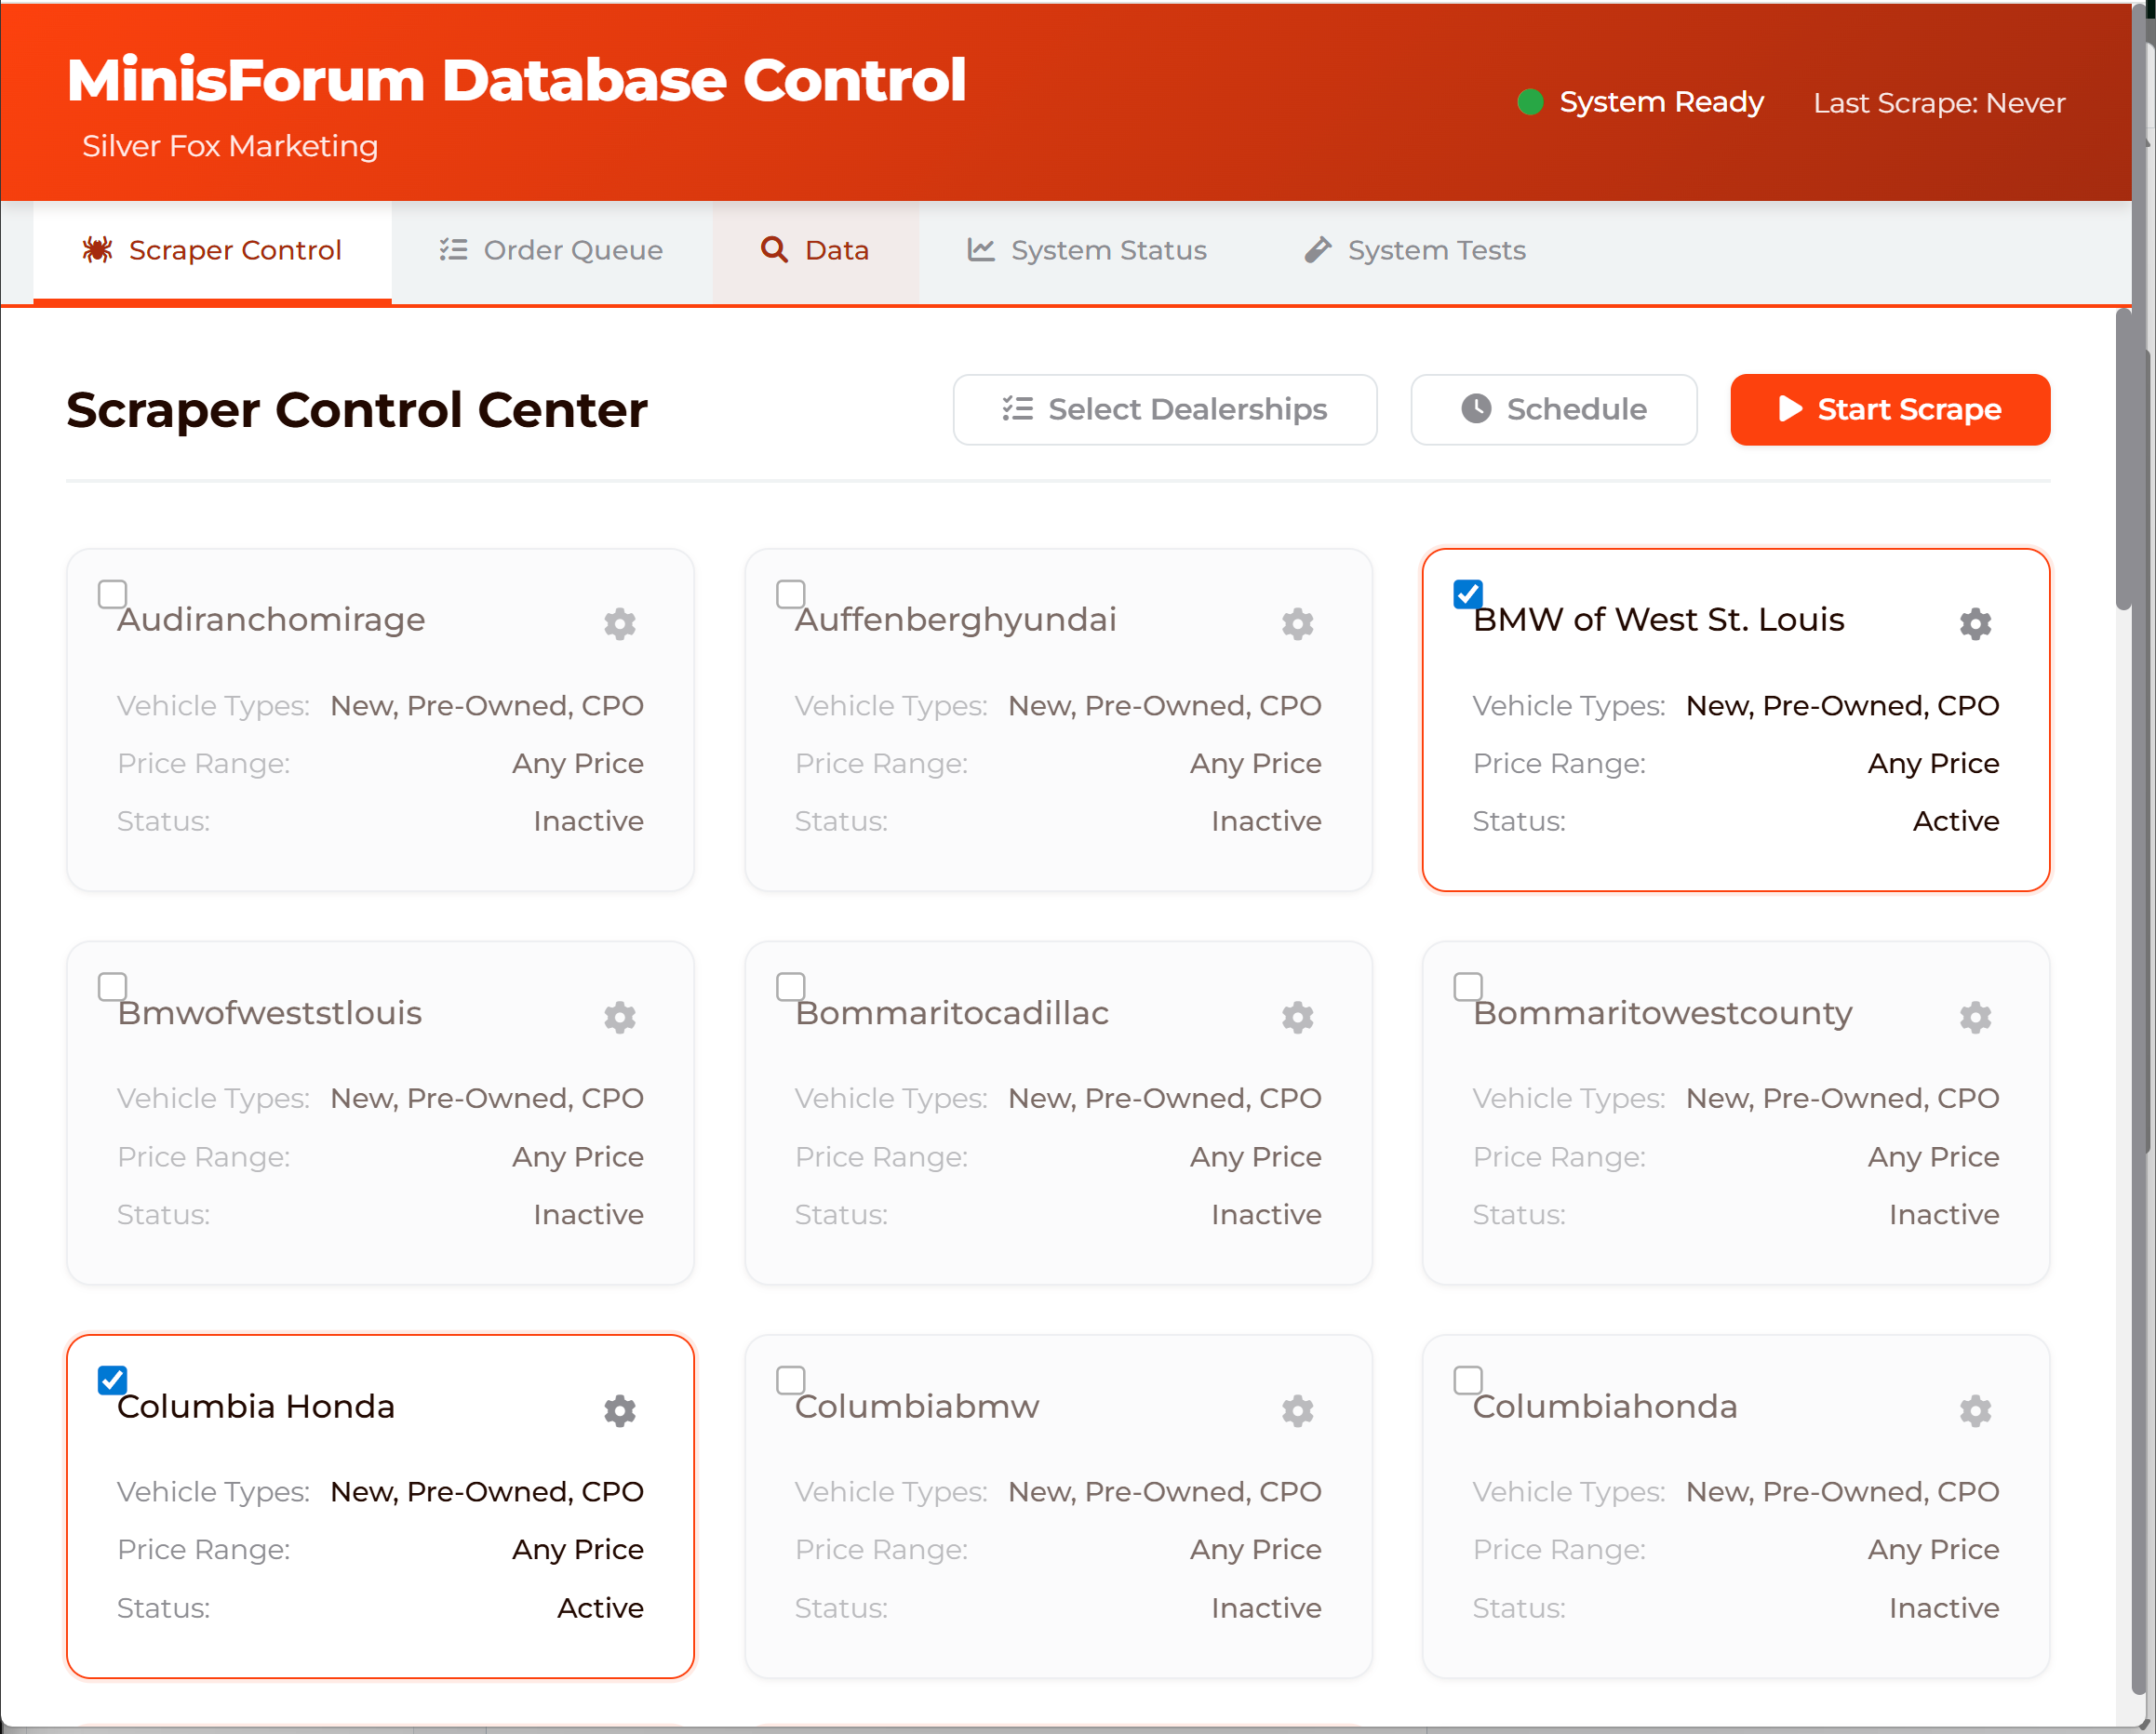 MinisForum Database Control
Silver Fox Marketing
System Ready
Last Scrape: Never
Scraper Control
Order Queue
Data
System Status
System Tests
Scraper Control Center
Select Dealerships
Schedule
Start Scrape
Audiranchomirage
Vehicle Types: New, Pre-Owned, CPO
Price Range: Any Price
Status: Inactive
Auffenberghyundai
Vehicle Types: New, Pre-Owned, CPO
Price Range: Any Price
Status: Inactive
BMW of West St. Louis
Vehicle Types: New, Pre-Owned, CPO
Price Range: Any Price
Status: Active
Bmwofweststlouis
Vehicle Types: New, Pre-Owned, CPO
Price Range: Any Price
Status: Inactive
Bommaritocadillac
Vehicle Types: New, Pre-Owned, CPO
Price Range: Any Price
Status: Inactive
Bommaritowestcounty
Vehicle Types: New, Pre-Owned, CPO
Price Range: Any Price
Status: Inactive
Columbia Honda
Vehicle Types: New, Pre-Owned, CPO
Price Range: Any Price
Status: Active
Columbiabmw
Vehicle Types: New, Pre-Owned, CPO
Price Range: Any Price
Status: Inactive
Columbiahonda
Vehicle Types: New, Pre-Owned, CPO
Price Range: Any Price
Status: Inactive